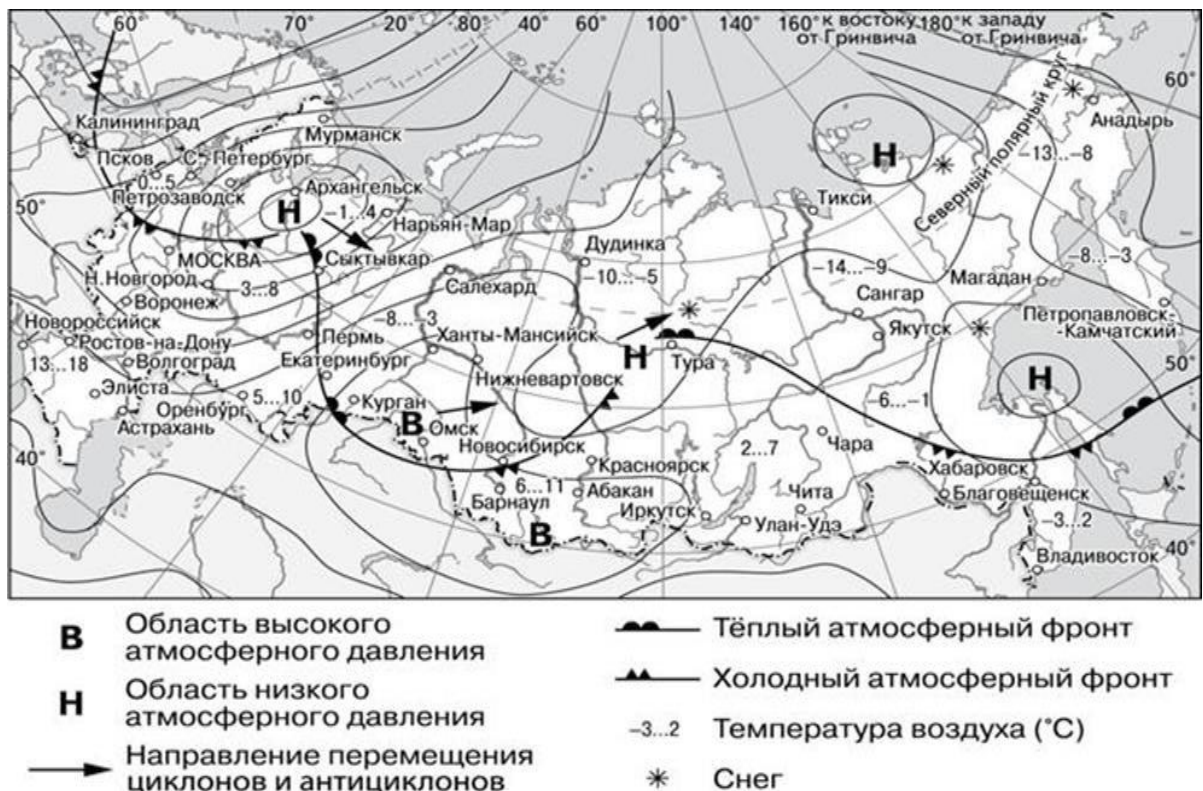 60° 70° 20° 40° 60° 80° 100° 120° 140° 160° к востоку 180° к западу
от Гринвича от Гринвича
60°
Северный полярный круг
Анадырь
Калининград
Мурманск
Н
–13...–8
Псков С.-Петербург
0...5
Архангельск
Тикси
50°
Петрозаводск
Н
–1...4
Нарьян-Мар
Дудинка
–8...–3
МОСКВА
Сыктывкар
–10...–5
–14...–9
Магадан
Н.Новгород
–3...8
Салехард
Сангар
Воронеж
Петропавловск-
-Камчатский
Новороссийск
–8...–3
Ханты-Мансийск
Якутск
Ростов-на-Дону
Пермь
Н
Тура
50°
Волгоград
Екатеринбург
Н
13...18
Нижневартовск
–6...–1
Элиста
5...10
Курган
В
Оренбург
Омск
Чара
Астрахань
Новосибирск
2...7
40°
Красноярск
Хабаровск
6...11
Барнаул
Абакан
Чита
Благовещенск
Иркутск
В
Улан-Удэ
–3...2
40°
Владивосток
В Область высокого
атмосферного давления
Н Область низкого
атмосферного давления
Направление перемещения
циклонов и антициклонов
Тёплый атмосферный фронт
Холодный атмосферный фронт
–3...2 Температура воздуха (°С)
Снег